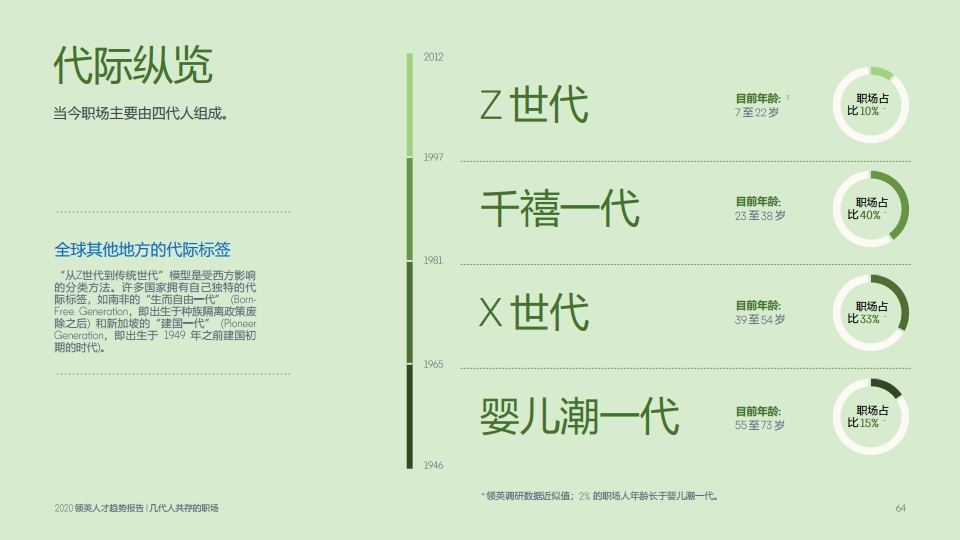 代际纵览
当今职场主要由四代人组成。
全球其他地方的代际标签
“从Z世代到传统世代”模型是受西方影响
的分类方法。许多国家拥有自己独特的代
际标签，如南非的“生而自由一代”（Born-
Free Generation，即出生于种族隔离政策废
除之后）和新加坡的“建国一代”（Pioneer
Generation，即出生于 1949 年之前建国初
期的时代）。
2012
1997
1981
1965
1946
Z 世代
目前年龄:
7 至 22 岁
职场占
比10% *
千禧一代
目前年龄:
23 至 38 岁
职场占
比40% *
X 世代
目前年龄:
39 至 54 岁
职场占
比33% *
婴儿潮一代
目前年龄:
55 至 73 岁
职场占
比15% *
*领英调研数据近似值；2% 的职场人年龄长于婴儿潮一代。
2020 领英人才趋势报告 | 几代人共存的职场
64